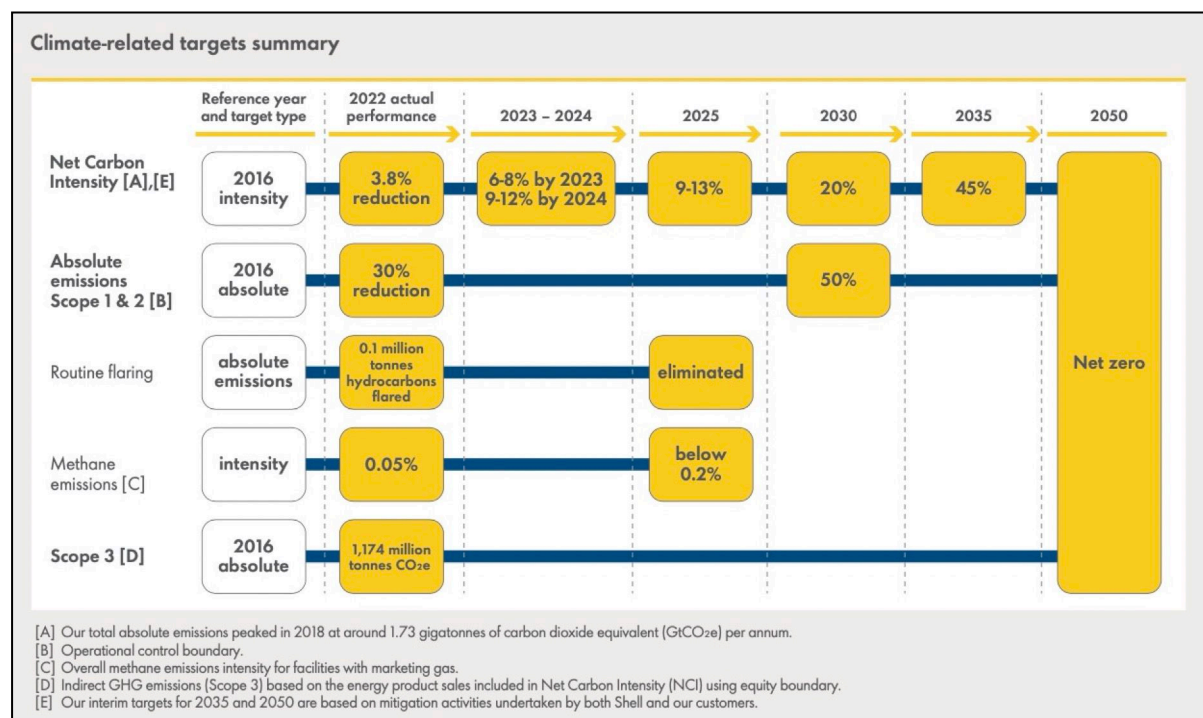 Climate-related targets summary
Reference year
and target type
2022 actual
performance
2023 – 2024
2025
2030
2035
2050
Net Carbon
Intensity [A],[E]
2016
intensity
3.8%
reduction
6-8% by 2023
9-12% by 2024
9-13%
20%
45%
Absolute
emissions
Scope 1 & 2 [B]
2016
absolute
30%
reduction
50%
Routine flaring
absolute
emissions
0.1 million
tonnes
hydrocarbons
flared
eliminated
Net zero
Methane
emissions [C]
intensity
0.05%
below
0.2%
Scope 3 [D]
2016
absolute
1,174 million
tonnes CO₂e
[A] Our total absolute emissions peaked in 2018 at around 1.73 gigatonnes of carbon dioxide equivalent (GtCO₂e) per annum.
[B] Operational control boundary.
[C] Overall methane emissions intensity for facilities with marketing gas.
[D] Indirect GHG emissions (Scope 3) based on the energy product sales included in Net Carbon Intensity (NCI) using equity boundary.
[E] Our interim targets for 2035 and 2050 are based on mitigation activities undertaken by both Shell and our customers.